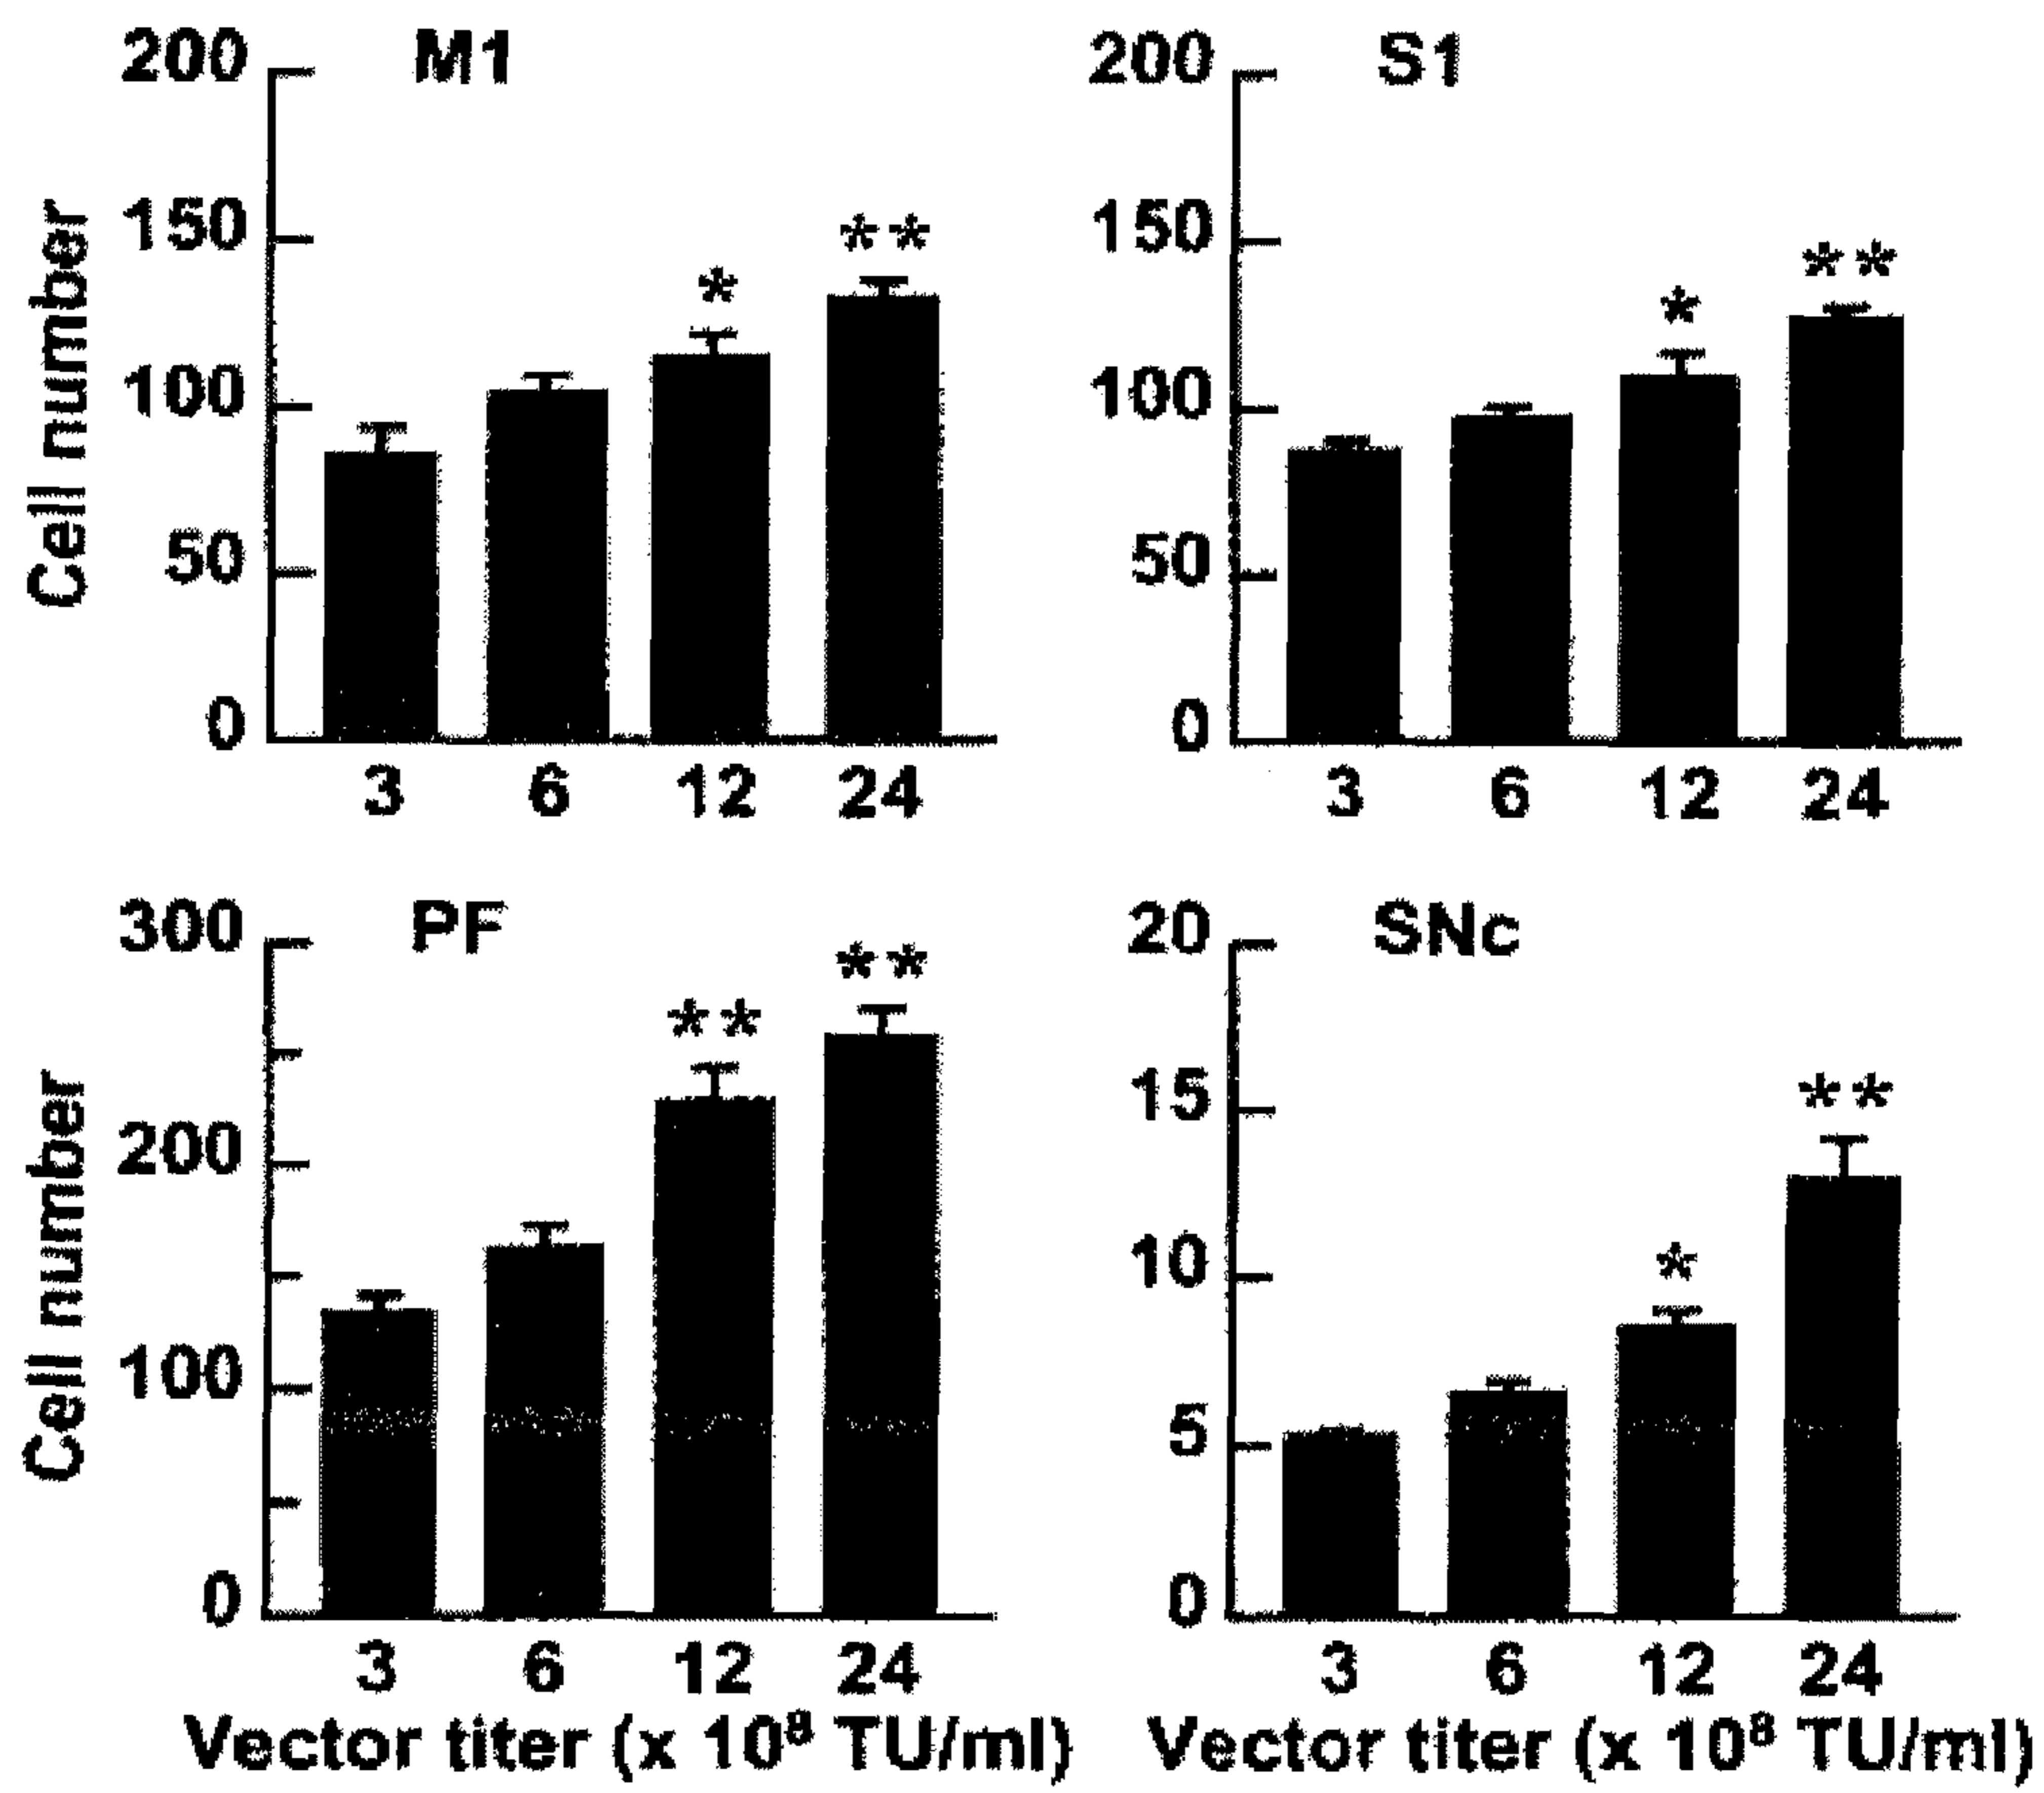 M1
200
150
100
50
0
Cell number
*
**
3 6 12 24
S1
200
150
100
50
0
*
**
3 6 12 24
PF
300
200
100
0
Cell number
**
**
3 6 12 24
Vector titer (x 10⁸ TU/ml)
SNc
20
15
10
5
0
*
**
3 6 12 24
Vector titer (x 10⁸ TU/ml)